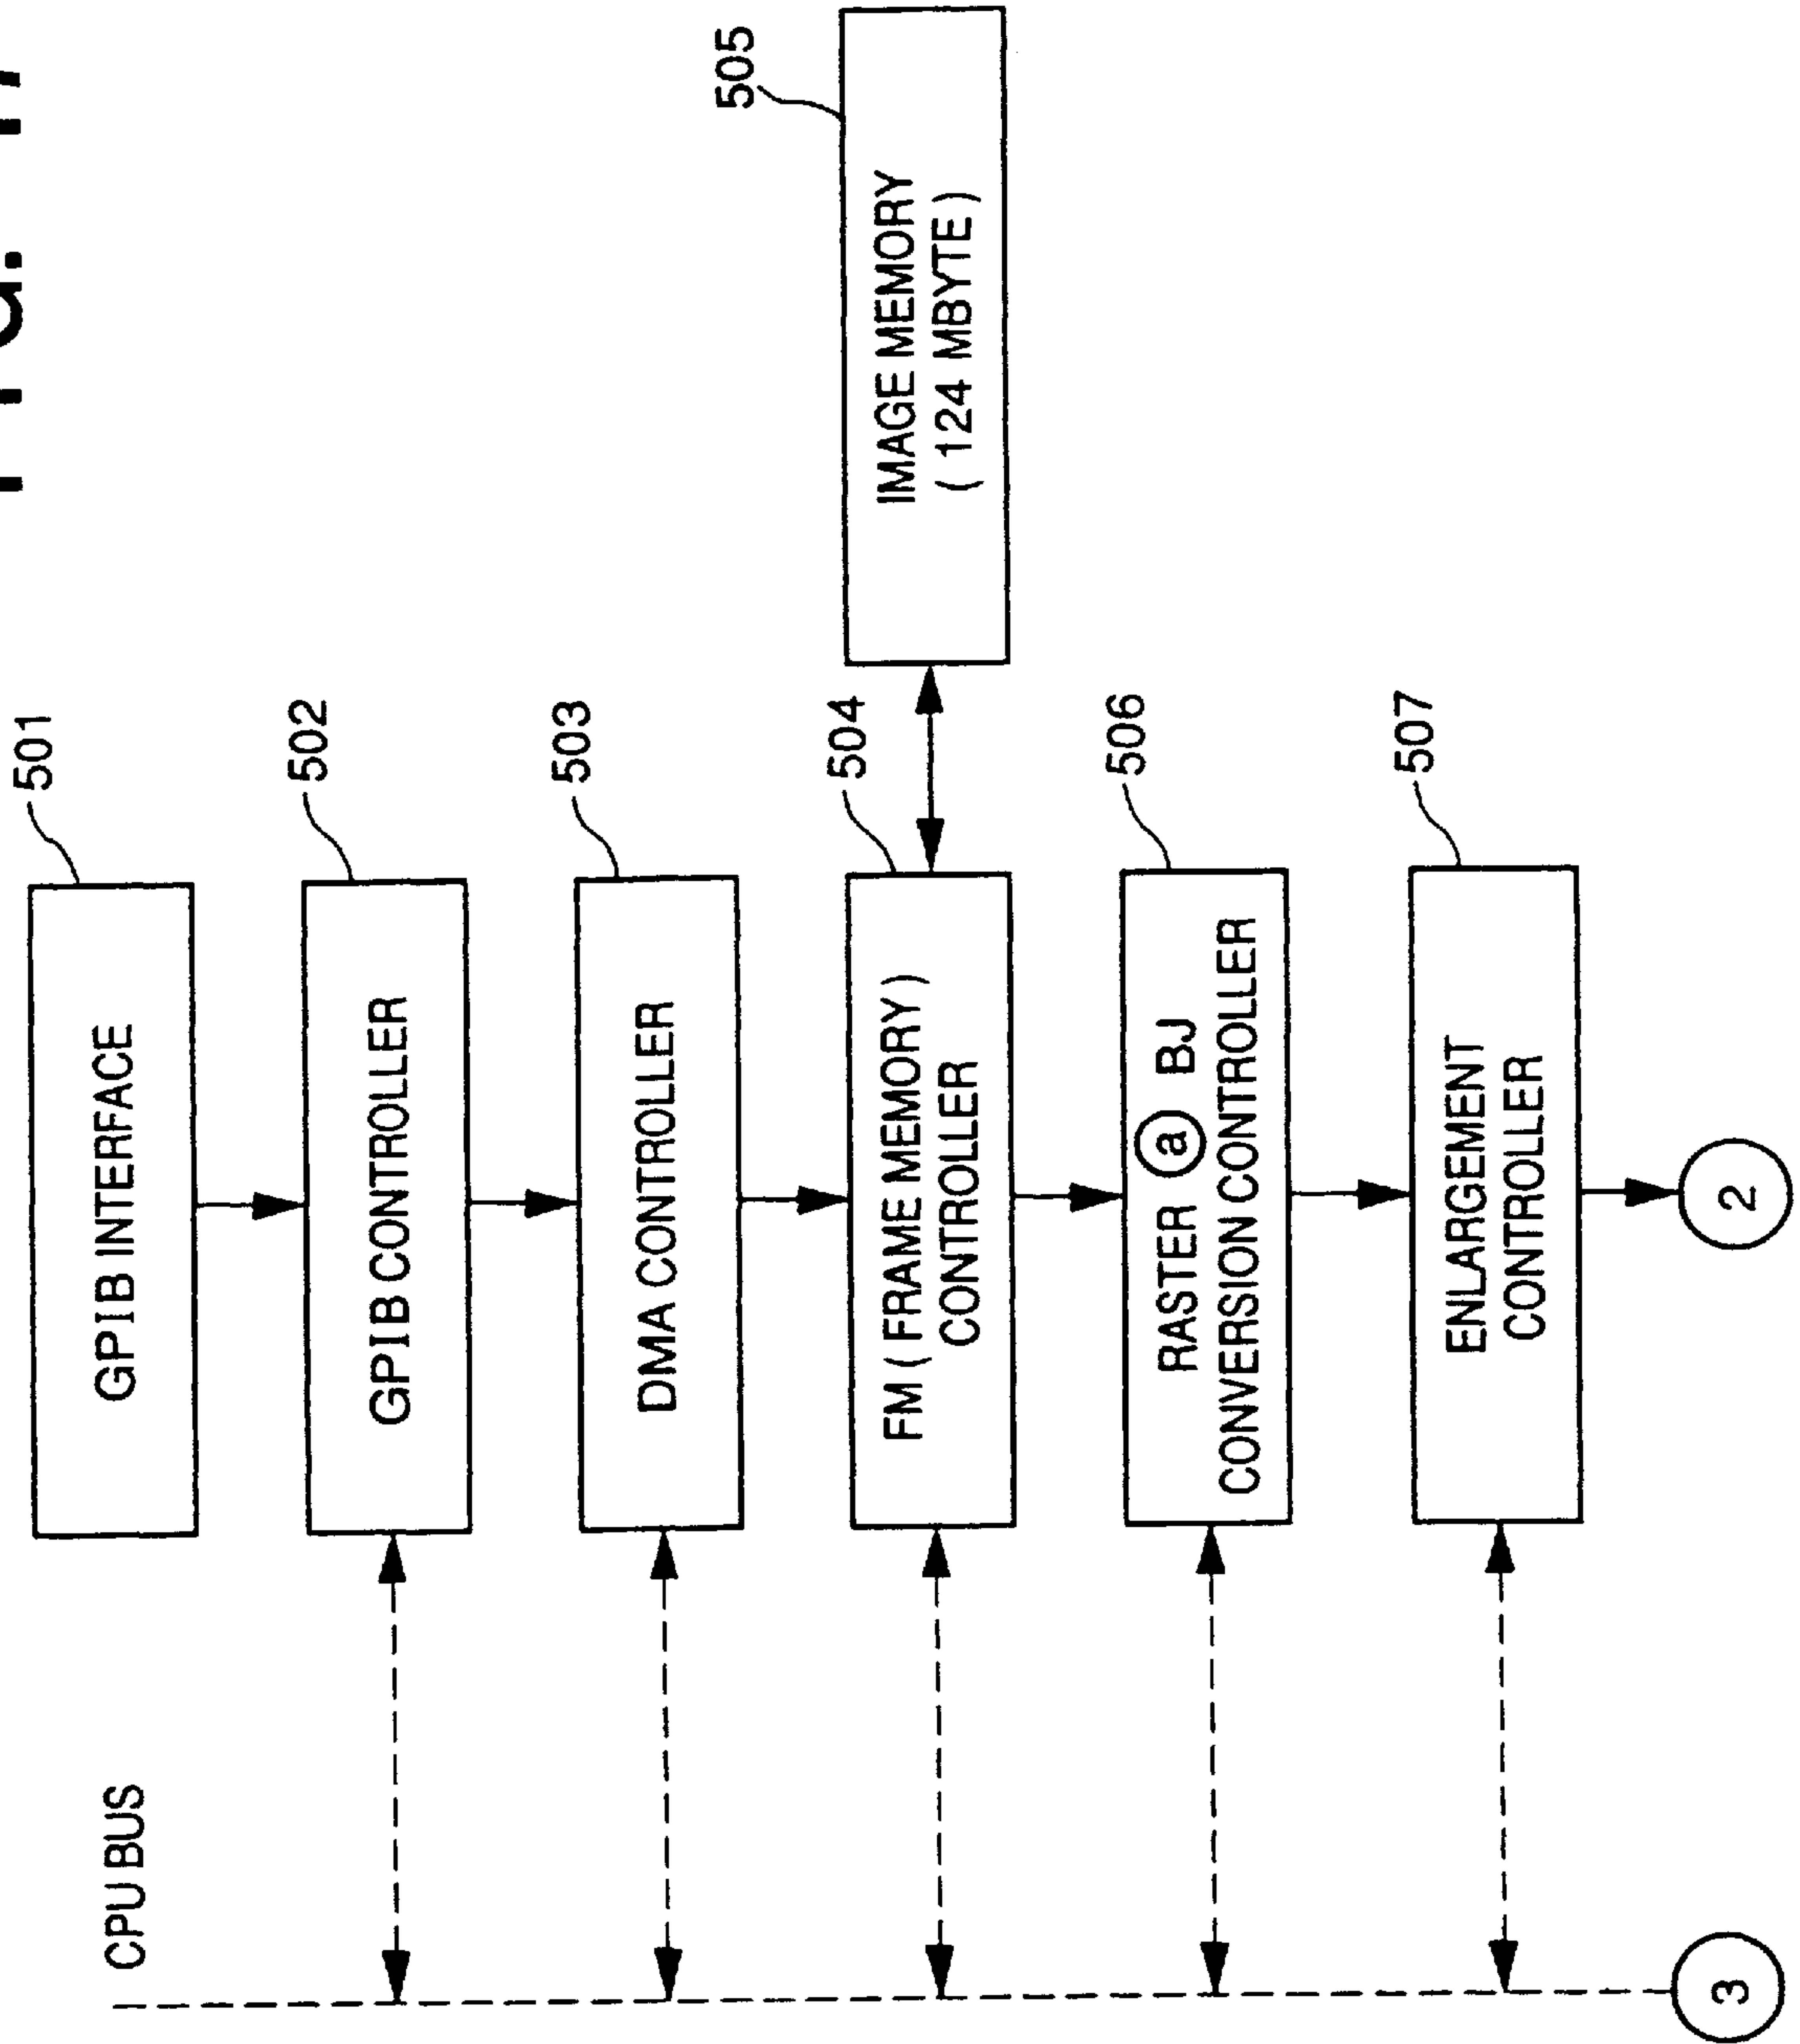 501
GPIB INTERFACE
CPU BUS
502
GPIB CONTROLLER
503
DMA CONTROLLER
504
FM ( FRAME MEMORY )
CONTROLLER
505
IMAGE MEMORY
( 124 MBYTE )
506
RASTER ⓐ BJ
CONVERSION CONTROLLER
507
ENLARGEMENT
CONTROLLER
3
2